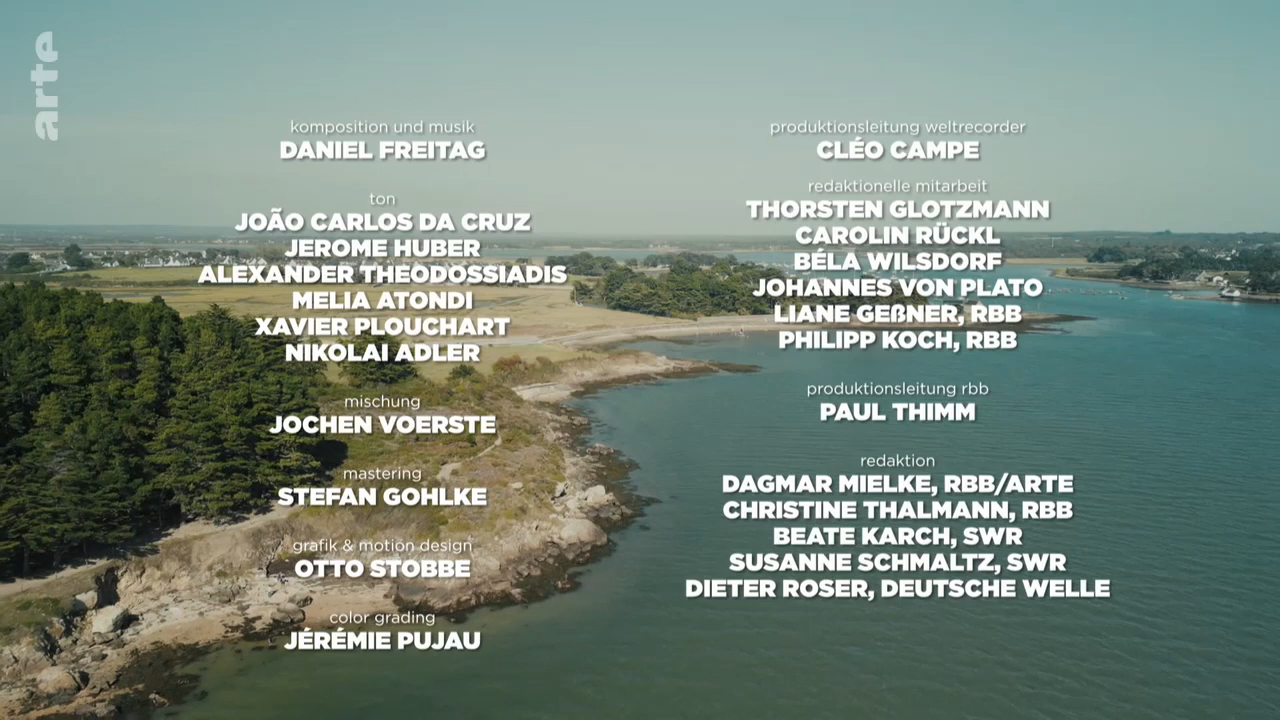 arte
komposition und musik
DANIEL FREITAG
ton
JOÃO CARLOS DA CRUZ
JEROME HUBER
ALEXANDER THEODOSSIADIS
MELIA ATONDI
XAVIER PLOUCHART
NIKOLAI ADLER
mischung
JOCHEN VOERSTE
mastering
STEFAN GOHLKE
grafik & motion design
OTTO STOBBE
color grading
JÉRÉMIE PUJAU
produktionsleitung weltrecorder
CLÉO CAMPE
redaktionelle mitarbeit
THORSTEN GLOTZMANN
CAROLIN RÜCKL
BÉLA WILSDORF
JOHANNES VON PLATO
LIANE GEßNER, RBB
PHILIPP KOCH, RBB
produktionsleitung rbb
PAUL THIMM
redaktion
DAGMAR MIELKE, RBB/ARTE
CHRISTINE THALMANN, RBB
BEATE KARCH, SWR
SUSANNE SCHMALTZ, SWR
DIETER ROSER, DEUTSCHE WELLE